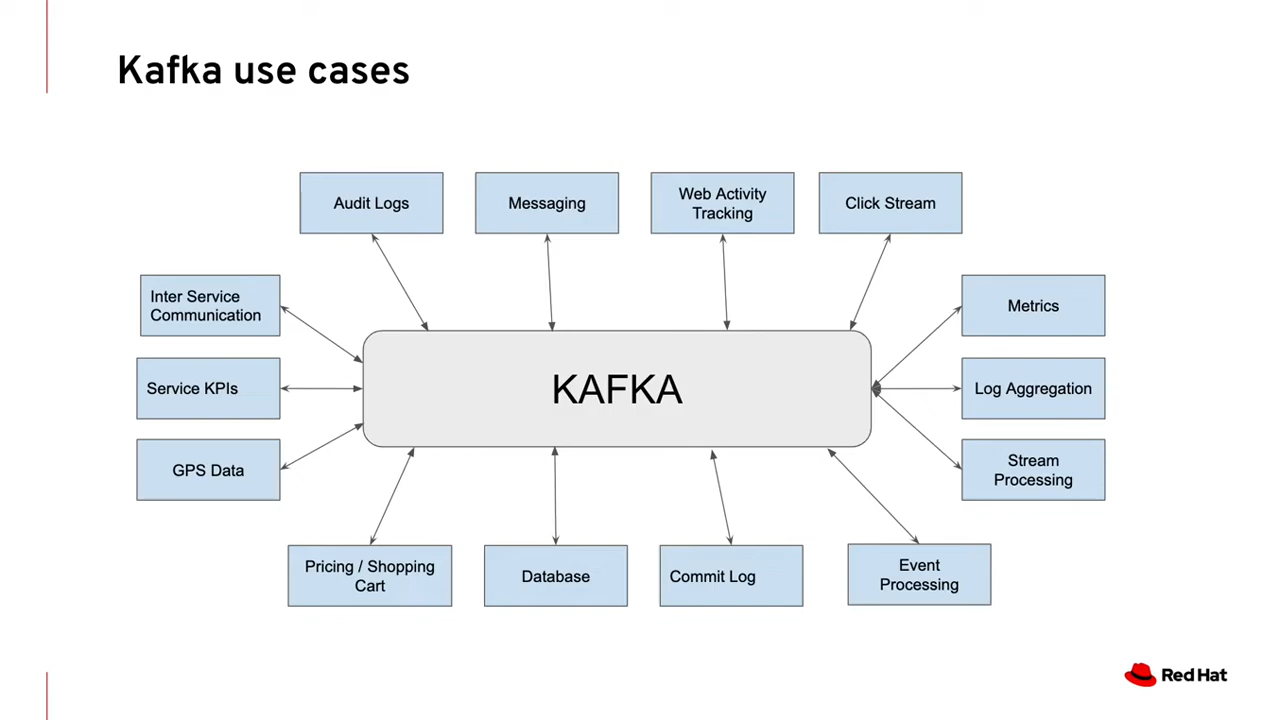 Kafka use cases
Audit Logs
Messaging
Web Activity
Tracking
Click Stream
Inter Service
Communication
Metrics
Service KPIs
KAFKA
Log Aggregation
GPS Data
Stream
Processing
Pricing / Shopping
Cart
Database
Commit Log
Event
Processing
Red Hat